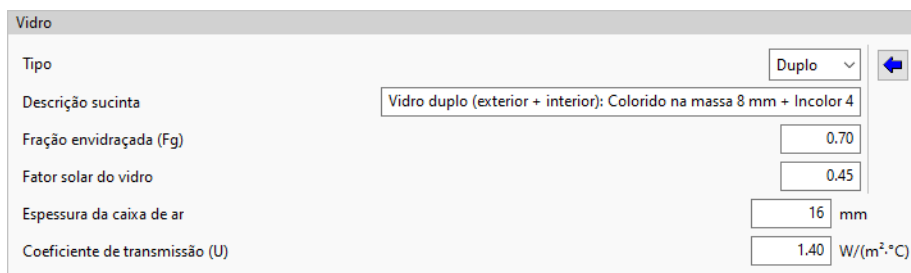 Vidro
Tipo Duplo
Descrição sucinta Vidro duplo (exterior + interior): Colorido na massa 8 mm + Incolor 4
Fração envidraçada (Fg) 0.70
Fator solar do vidro 0.45
Espessura da caixa de ar 16 mm
Coeficiente de transmissão (U) 1.40 W/(m²·°C)